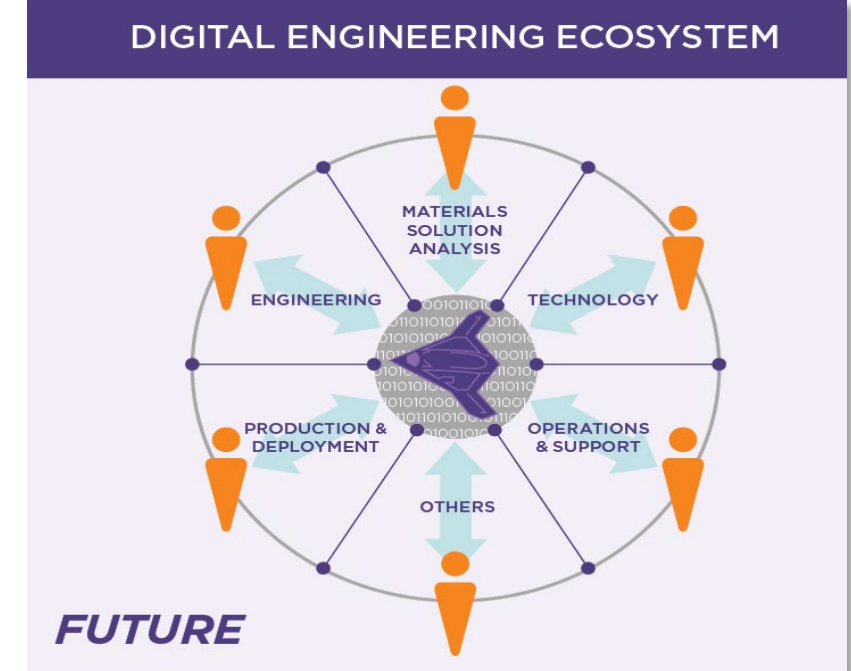 DIGITAL ENGINEERING ECOSYSTEM
MATERIALS
SOLUTION
ANALYSIS
ENGINEERING
TECHNOLOGY
PRODUCTION &
DEPLOYMENT
OPERATIONS
& SUPPORT
OTHERS
FUTURE